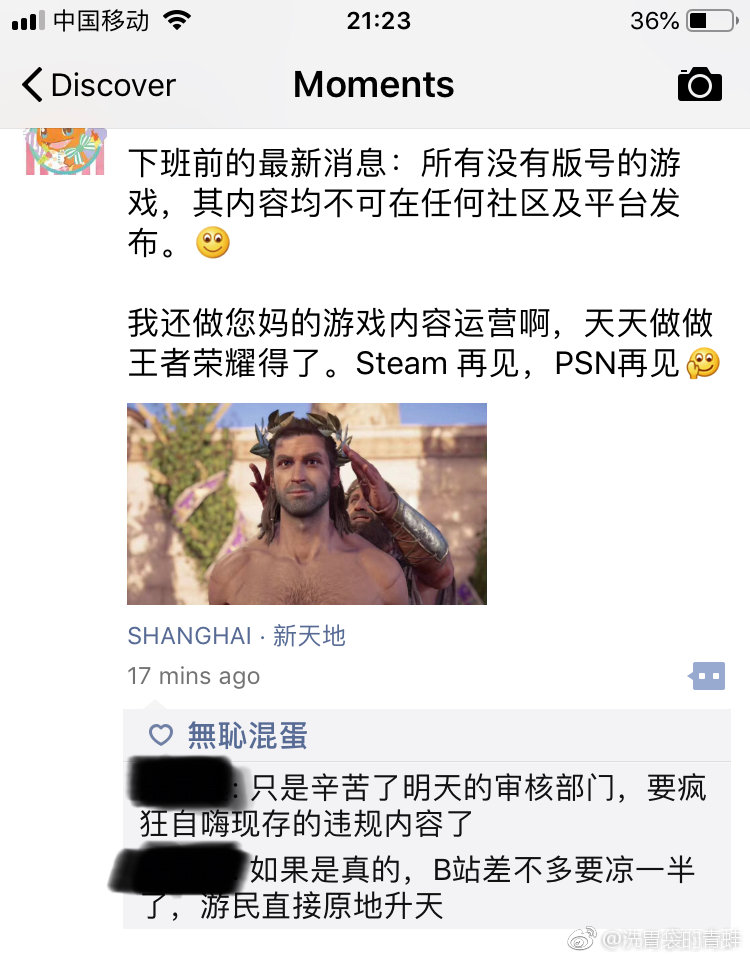 中国移动
21:23
36%
Discover
Moments
下班前的最新消息：所有没有版号的游
戏，其内容均不可在任何社区及平台发
布。
我还做您妈的游戏内容运营啊，天天做做
王者荣耀得了。Steam 再见，PSN再见
SHANGHAI · 新天地
17 mins ago
無恥混蛋
: 只是辛苦了明天的审核部门，要疯
狂自嗨现存的违规内容了
如果是真的，B站差不多要凉一半
了，游民直接原地升天
@洗胃袋的青蛙